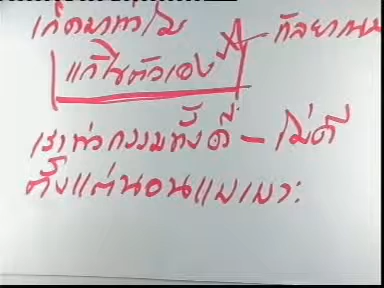 เกิดมาทำไม กัลยาณม
แก้ไขตัวเอง
เราทำกรรมทั้งดี - ไม่ดี
ตั้งแต่นอนแบเบาะ